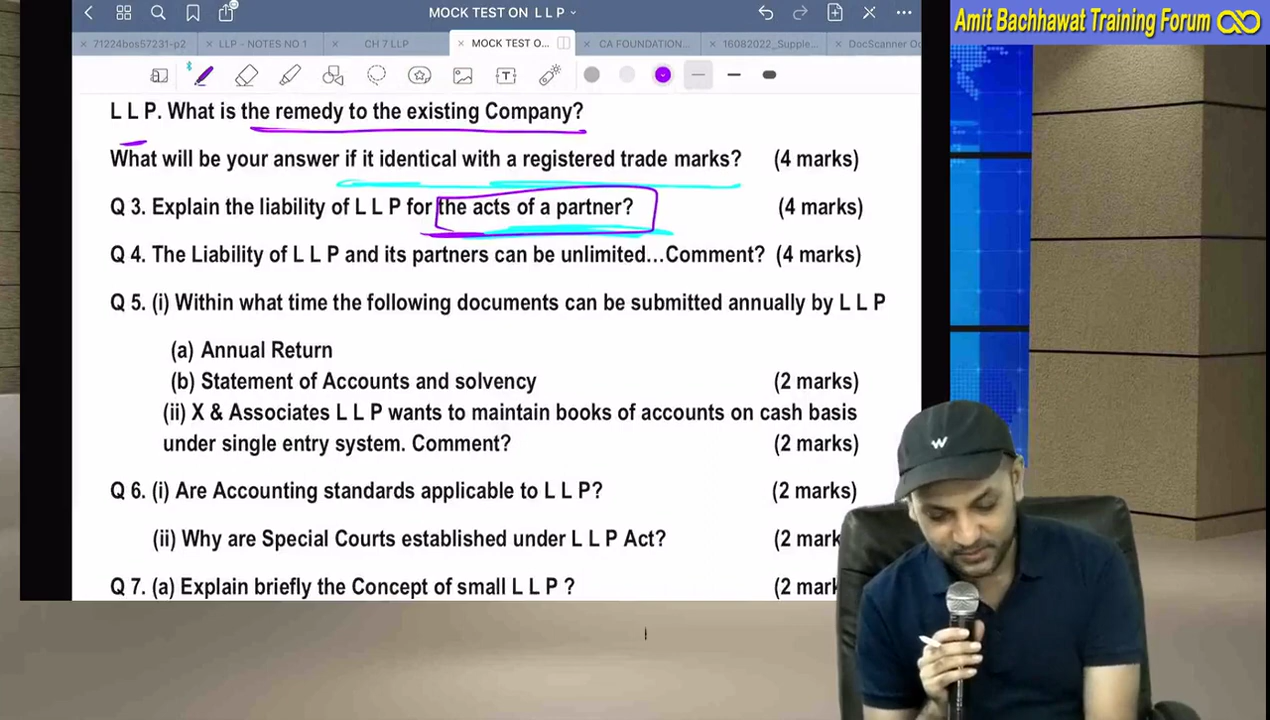 MOCK TEST ON L L P
Amit Bachhawat Training Forum
71224bos57231-p2
LLP - NOTES NO 1
CH 7 LLP
MOCK TEST O...
CA FOUNDATION...
16082022_Supple...
DocScanner Oc
L L P. What is the remedy to the existing Company?
What will be your answer if it identical with a registered trade marks? (4 marks)
Q 3. Explain the liability of L L P for the acts of a partner? (4 marks)
Q 4. The Liability of L L P and its partners can be unlimited...Comment? (4 marks)
Q 5. (i) Within what time the following documents can be submitted annually by L L P
(a) Annual Return
(b) Statement of Accounts and solvency (2 marks)
(ii) X & Associates L L P wants to maintain books of accounts on cash basis
under single entry system. Comment? (2 marks)
Q 6. (i) Are Accounting standards applicable to L L P? (2 marks)
(ii) Why are Special Courts established under L L P Act? (2 mark
Q 7. (a) Explain briefly the Concept of small L L P ? (2 mark
W